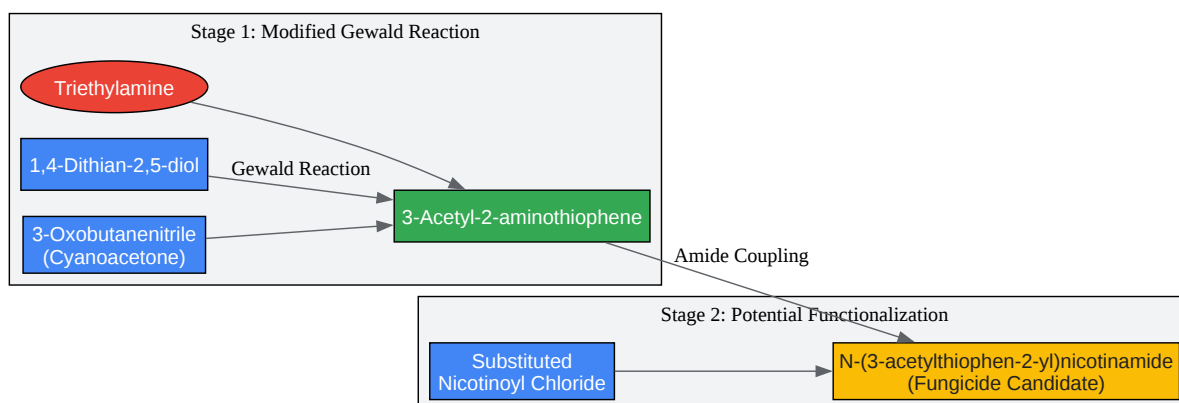 Stage 1: Modified Gewald Reaction
Triethylamine
1,4-Dithian-2,5-diol
Gewald Reaction
3-Oxobutanenitrile
(Cyanoacetone)
3-Acetyl-2-aminothiophene
Amide Coupling
Stage 2: Potential Functionalization
Substituted
Nicotinoyl Chloride
N-(3-acetylthiophen-2-yl)nicotinamide
(Fungicide Candidate)